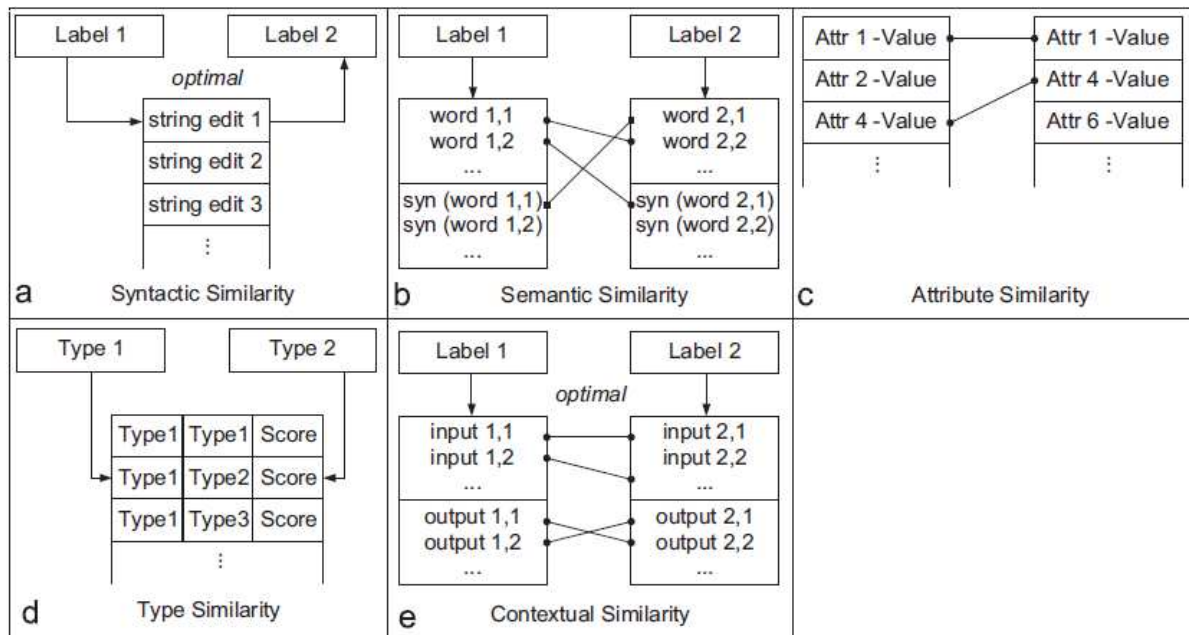 Label 1
Label 2
optimal
string edit 1
string edit 2
string edit 3
⋮
a
Syntactic Similarity
Label 1
Label 2
word 1,1
word 1,2
...
syn (word 1,1)
syn (word 1,2)
...
word 2,1
word 2,2
...
syn (word 2,1)
syn (word 2,2)
...
b
Semantic Similarity
Attr 1 -Value
Attr 2 -Value
Attr 4 -Value
⋮
Attr 1 -Value
Attr 4 -Value
Attr 6 -Value
⋮
c
Attribute Similarity
Type 1
Type 2
Type1 Type1 Score
Type1 Type2 Score
Type1 Type3 Score
⋮
d
Type Similarity
Label 1
Label 2
optimal
input 1,1
input 1,2
...
output 1,1
output 1,2
...
input 2,1
input 2,2
...
output 2,1
output 2,2
...
e
Contextual Similarity